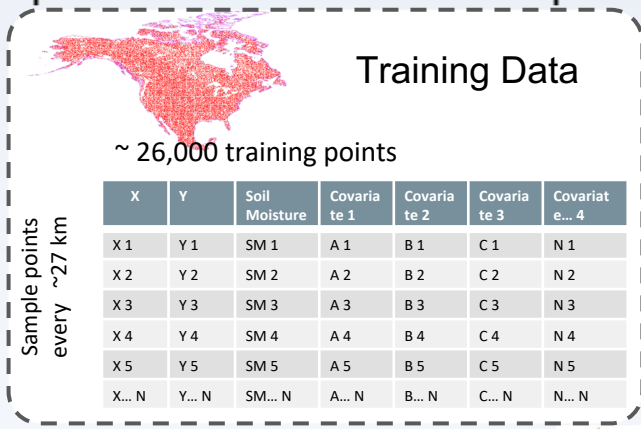 Training Data
~ 26,000 training points
Sample points
every ~27 km
X Y Soil Moisture Covaria te 1 Covaria te 2 Covaria te 3 Covariat e... 4
X 1 Y 1 SM 1 A 1 B 1 C 1 N 1
X 2 Y 2 SM 2 A 2 B 2 C 2 N 2
X 3 Y 3 SM 3 A 3 B 3 C 3 N 3
X 4 Y 4 SM 4 A 4 B 4 C 4 N 4
X 5 Y 5 SM 5 A 5 B 5 C 5 N 5
X... N Y... N SM... N A... N B... N C... N N... N